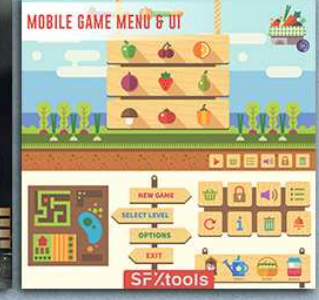 MOBILE GAME MENU & UI
NEW GAME
SELECT LEVEL
OPTIONS
EXIT
SFXtools